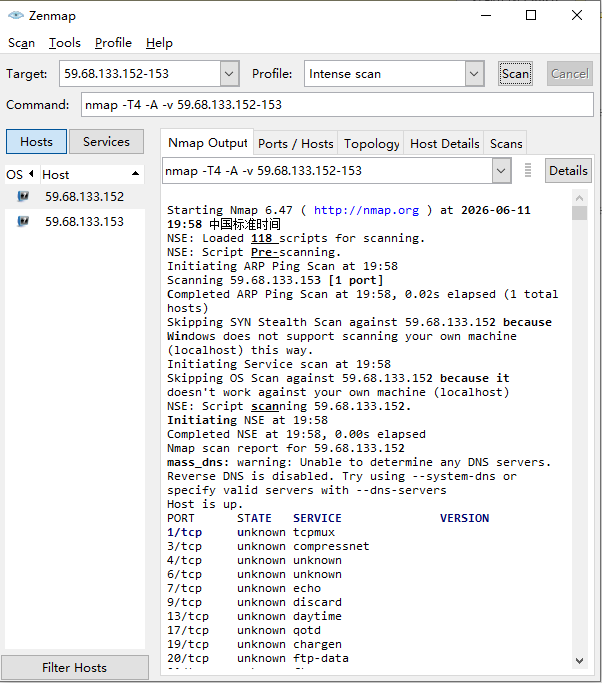 Zenmap
Scan Tools Profile Help
Target: 59.68.133.152-153 Profile: Intense scan Scan Cancel
Command: nmap -T4 -A -v 59.68.133.152-153
Hosts Services
OS Host
59.68.133.152
59.68.133.153
Filter Hosts
Nmap Output Ports / Hosts Topology Host Details Scans
nmap -T4 -A -v 59.68.133.152-153 Details
Starting Nmap 6.47 ( http://nmap.org ) at 2026-06-11
19:58 中国标准时间
NSE: Loaded 118 scripts for scanning.
NSE: Script Pre-scanning.
Initiating ARP Ping Scan at 19:58
Scanning 59.68.133.153 [1 port]
Completed ARP Ping Scan at 19:58, 0.02s elapsed (1 total
hosts)
Skipping SYN Stealth Scan against 59.68.133.152 because
Windows does not support scanning your own machine
(localhost) this way.
Initiating Service scan at 19:58
Skipping OS Scan against 59.68.133.152 because it
doesn't work against your own machine (localhost)
NSE: Script scanning 59.68.133.152.
Initiating NSE at 19:58
Completed NSE at 19:58, 0.00s elapsed
Nmap scan report for 59.68.133.152
mass_dns: warning: Unable to determine any DNS servers.
Reverse DNS is disabled. Try using --system-dns or
specify valid servers with --dns-servers
Host is up.
PORT STATE SERVICE VERSION
1/tcp unknown tcpmux
3/tcp unknown compressnet
4/tcp unknown unknown
6/tcp unknown unknown
7/tcp unknown echo
9/tcp unknown discard
13/tcp unknown daytime
17/tcp unknown qotd
19/tcp unknown chargen
20/tcp unknown ftp-data